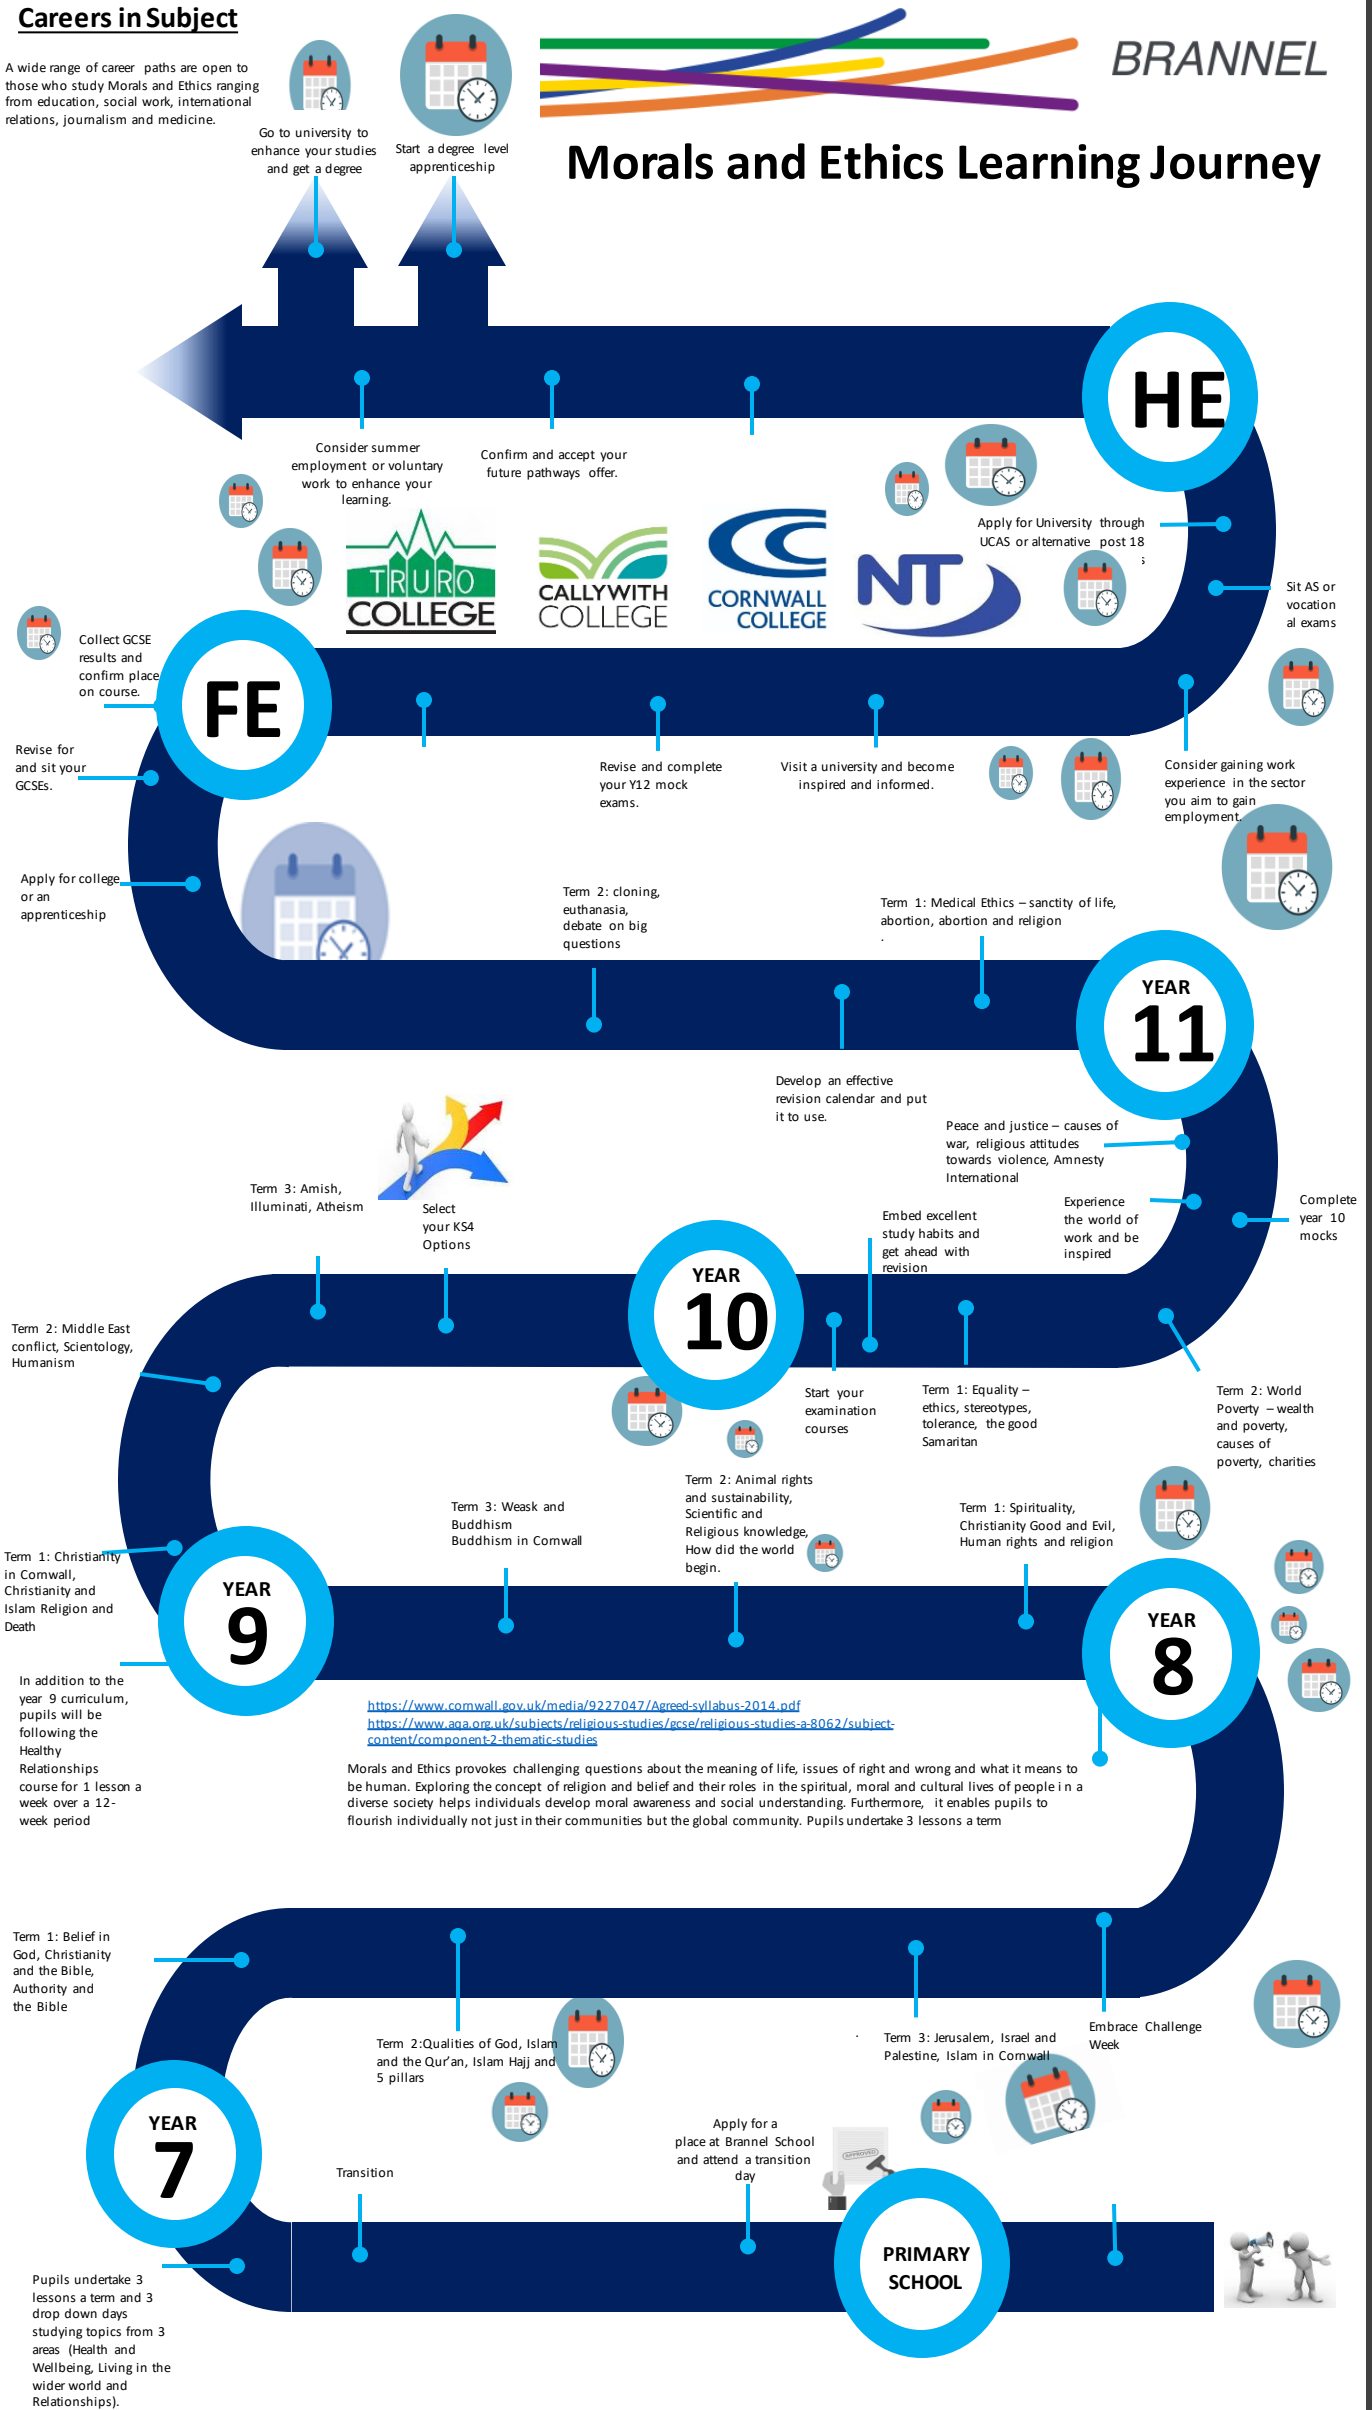 Careers in Subject
A wide range of career paths are open to
those who study Morals and Ethics ranging
from education, social work, international
relations, journalism and medicine.
Go to university to
enhance your studies
and get a degree
Start a degree level
apprenticeship
BRANNEL
Morals and Ethics Learning Journey
HE
Consider summer
employment or voluntary
work to enhance your
learning.
Confirm and accept your
future pathways offer.
Apply for University through
UCAS or alternative post 18
Sit AS or
vocation
al exams
TRURO
COLLEGE
CALLYWITH
COLLEGE
CORNWALL
COLLEGE
NT
Collect GCSE
results and
confirm place
on course.
FE
Revise for
and sit your
GCSEs.
Revise and complete
your Y12 mock
exams.
Visit a university and become
inspired and informed.
Consider gaining work
experience in the sector
you aim to gain
employment.
Apply for college
or an
apprenticeship
Term 2: cloning,
euthanasia,
debate on big
questions
Term 1: Medical Ethics – sanctity of life,
abortion, abortion and religion
.
YEAR
11
Develop an effective
revision calendar and put
it to use.
Peace and justice – causes of
war, religious attitudes
towards violence, Amnesty
International
Experience
the world of
work and be
inspired
Complete
year 10
mocks
Term 3: Amish,
Illuminati, Atheism
Select
your KS4
Options
Embed excellent
study habits and
get ahead with
revision
YEAR
10
Term 2: Middle East
conflict, Scientology,
Humanism
Start your
examination
courses
Term 1: Equality –
ethics, stereotypes,
tolerance, the good
Samaritan
Term 2: World
Poverty – wealth
and poverty,
causes of
poverty, charities
Term 3: Weask and
Buddhism
Buddhism in Cornwall
Term 2: Animal rights
and sustainability,
Scientific and
Religious knowledge,
How did the world
begin.
Term 1: Spirituality,
Christianity Good and Evil,
Human rights and religion
Term 1: Christianity
in Cornwall,
Christianity and
Islam Religion and
Death
YEAR
9
YEAR
8
In addition to the
year 9 curriculum,
pupils will be
following the
Healthy
Relationships
course for 1 lesson a
week over a 12-
week period
https://www.cornwall.gov.uk/media/9227047/Agreed-syllabus-2014.pdf
https://www.aqa.org.uk/subjects/religious-studies/gcse/religious-studies-a-8062/subject-
content/component-2-thematic-studies
Morals and Ethics provokes challenging questions about the meaning of life, issues of right and wrong and what it means to
be human. Exploring the concept of religion and belief and their roles in the spiritual, moral and cultural lives of people in a
diverse society helps individuals develop moral awareness and social understanding. Furthermore, it enables pupils to
flourish individually not just in their communities but the global community. Pupils undertake 3 lessons a term
Term 1: Belief in
God, Christianity
and the Bible,
Authority and
the Bible
Term 2:Qualities of God, Islam
and the Qur'an, Islam Hajj and
5 pillars
.
Term 3: Jerusalem, Israel and
Palestine, Islam in Cornwall
Embrace Challenge
Week
YEAR
7
Transition
Apply for a
place at Brannel School
and attend a transition
day
APPROVED
PRIMARY
SCHOOL
Pupils undertake 3
lessons a term and 3
drop down days
studying topics from 3
areas (Health and
Wellbeing, Living in the
wider world and
Relationships).